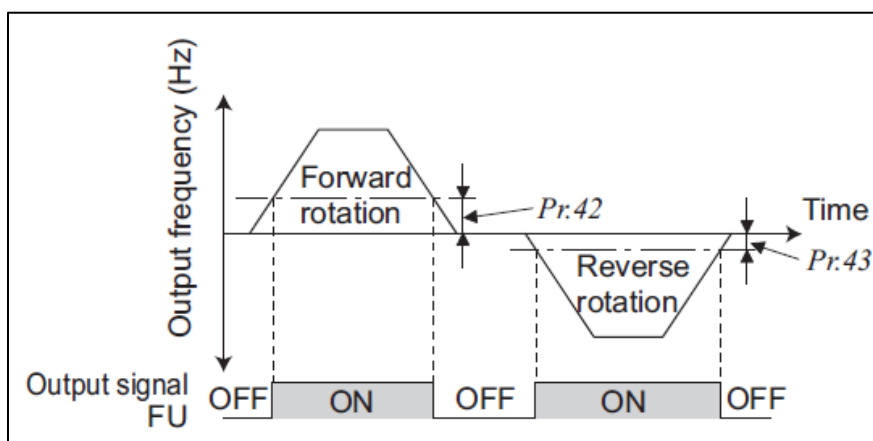 Output frequency (Hz)
Forward
rotation
Pr.42
Time
Reverse
rotation
Pr.43
Output signal
FU
OFF
ON
OFF
ON
OFF